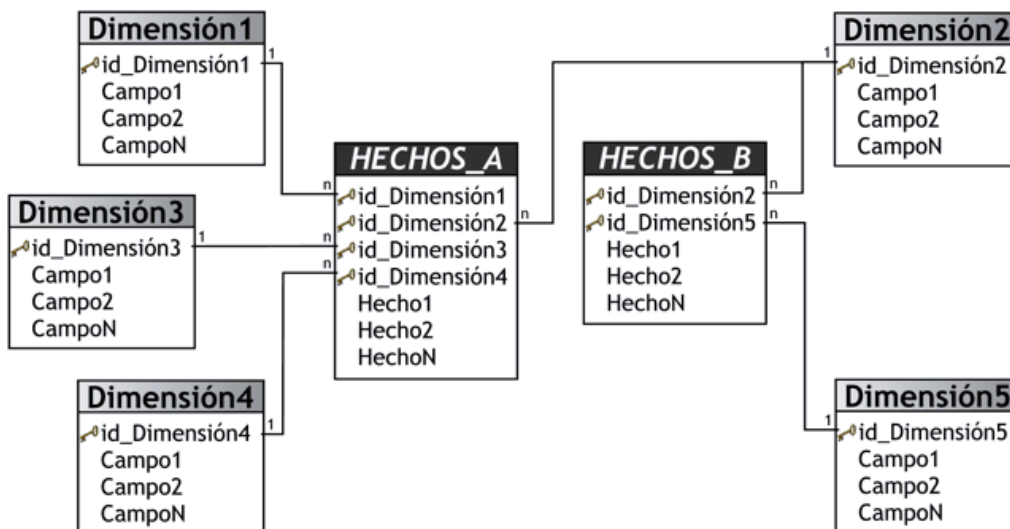 Dimensión1
id_Dimensión1
Campo1
Campo2
CampoN
1
Dimensión3
id_Dimensión3
Campo1
Campo2
CampoN
1
Dimensión4
id_Dimensión4
Campo1
Campo2
CampoN
1
HECHOS_A
n
id_Dimensión1
id_Dimensión2
n
n
id_Dimensión3
n
id_Dimensión4
Hecho1
Hecho2
HechoN
HECHOS_B
id_Dimensión2
n
id_Dimensión5
n
Hecho1
Hecho2
HechoN
Dimensión2
1
id_Dimensión2
Campo1
Campo2
CampoN
Dimensión5
1
id_Dimensión5
Campo1
Campo2
CampoN